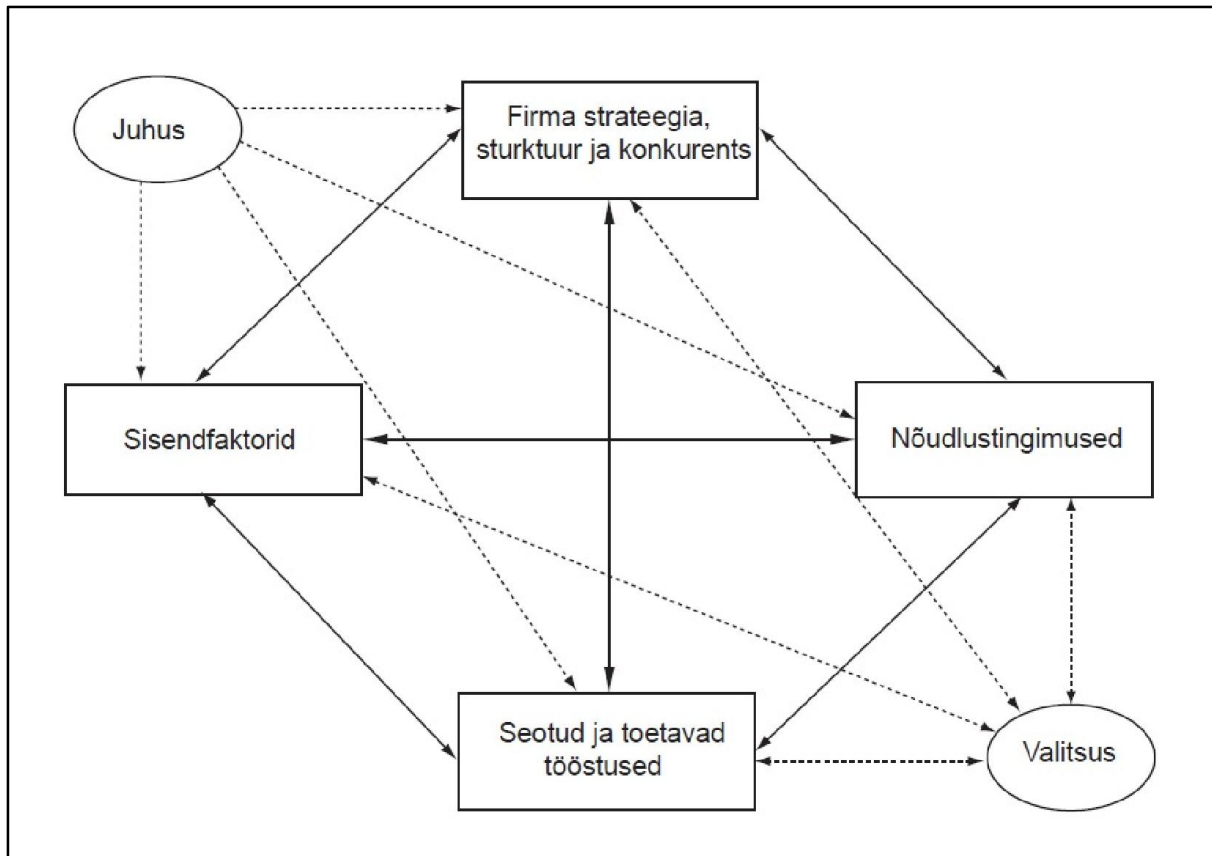 Juhus
Firma strateegia,
sturktuur ja konkurents
Sisendfaktorid
Nõudlustingimused
Seotud ja toetavad
tööstused
Valitsus